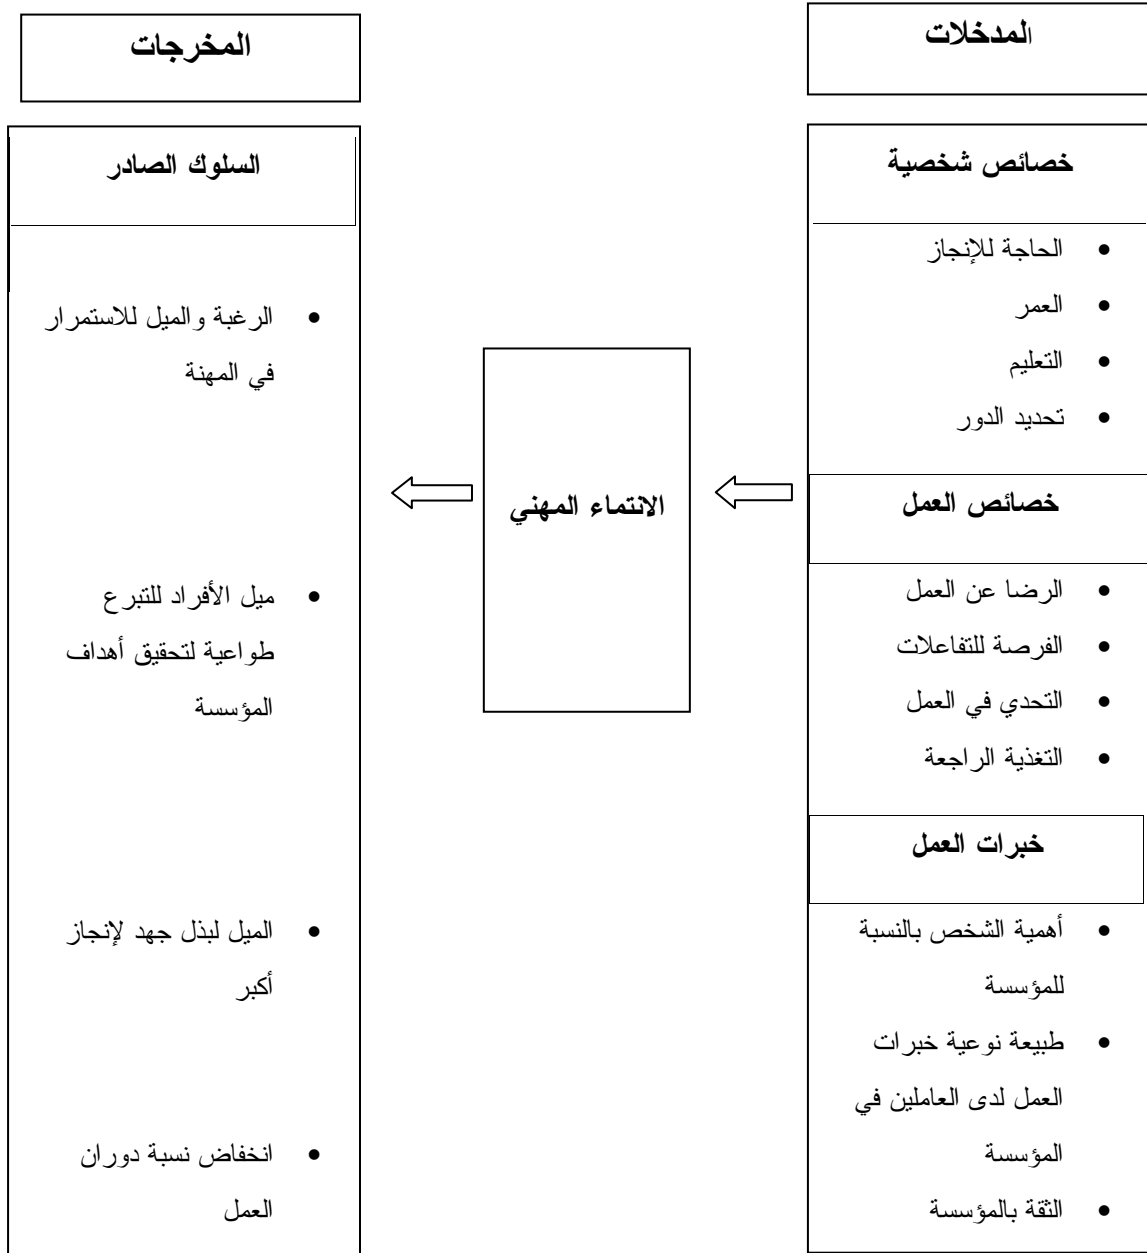 المدخلات
خصائص شخصية
• الحاجة للإنجاز
• العمر
• التعليم
• تحديد الدور
خصائص العمل
• الرضا عن العمل
• الفرصة للتفاعلات
• التحدي في العمل
• التغذية الراجعة
خبرات العمل
• أهمية الشخص بالنسبة
للمؤسسة
• طبيعة نوعية خبرات
العمل لدى العاملين في
المؤسسة
• الثقة بالمؤسسة
الانتماء المهني
المخرجات
السلوك الصادر
• الرغبة والميل للاستمرار
في المهنة
• ميل الأفراد للتبرع
طواعية لتحقيق أهداف
المؤسسة
• الميل لبذل جهد لإنجاز
أكبر
• انخفاض نسبة دوران
العمل